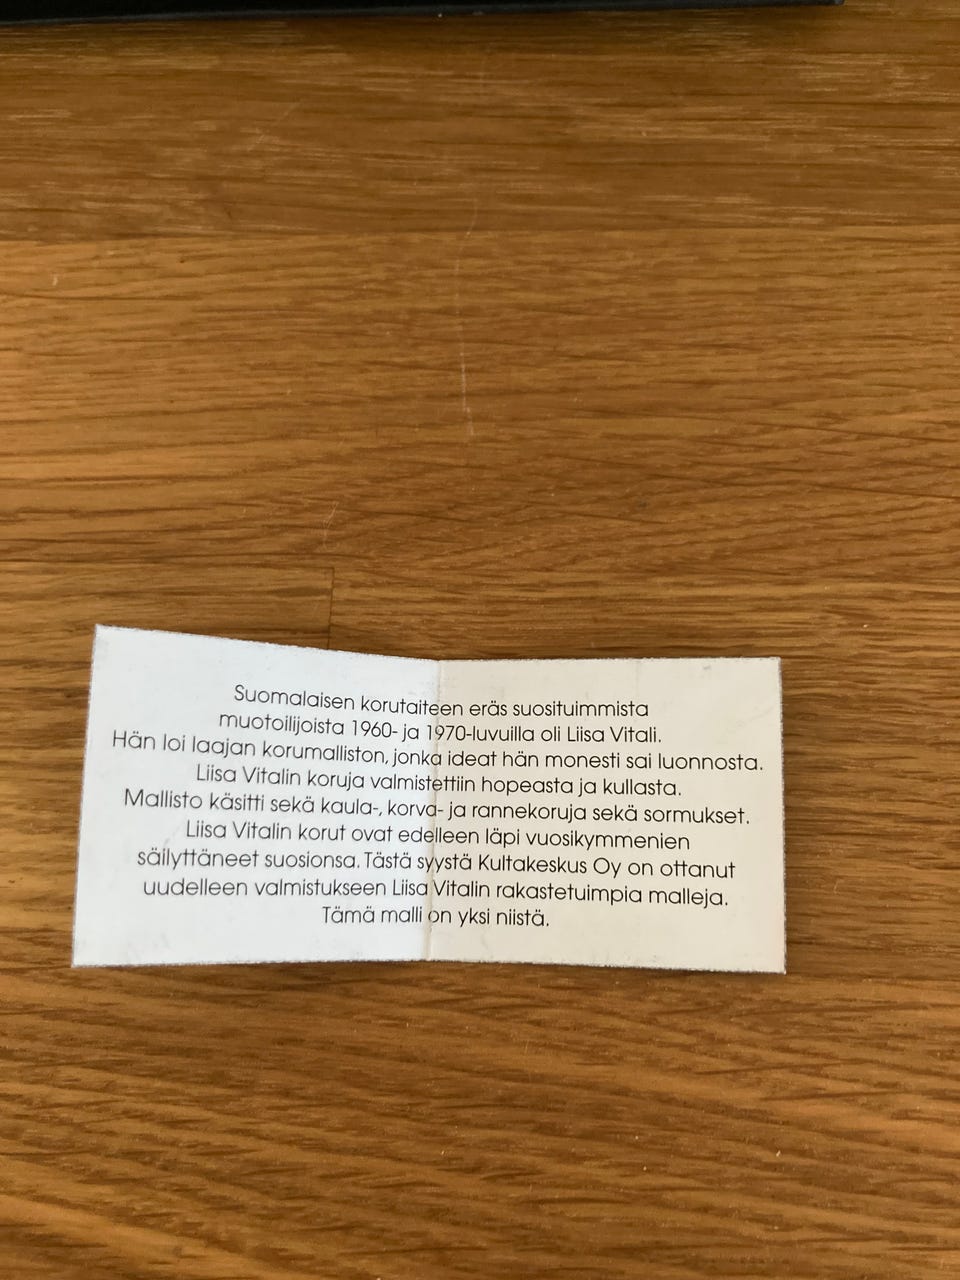 Suomalaisen korutaiteen eräs suosituimmista
muotoilijoista 1960- ja 1970-luvuilla oli Liisa Vitali.
Hän loi laajan korumalliston, jonka ideat hän monesti sai luonnosta.
Liisa Vitalin koruja valmistettiin hopeasta ja kullasta.
Mallisto käsitti sekä kaula-, korva- ja rannekoruja sekä sormukset.
Liisa Vitalin korut ovat edelleen läpi vuosikymmenien
säilyttäneet suosionsa. Tästä syystä Kultakeskus Oy on ottanut
uudelleen valmistukseen Liisa Vitalin rakastetuimpia malleja.
Tämä malli on yksi niistä.